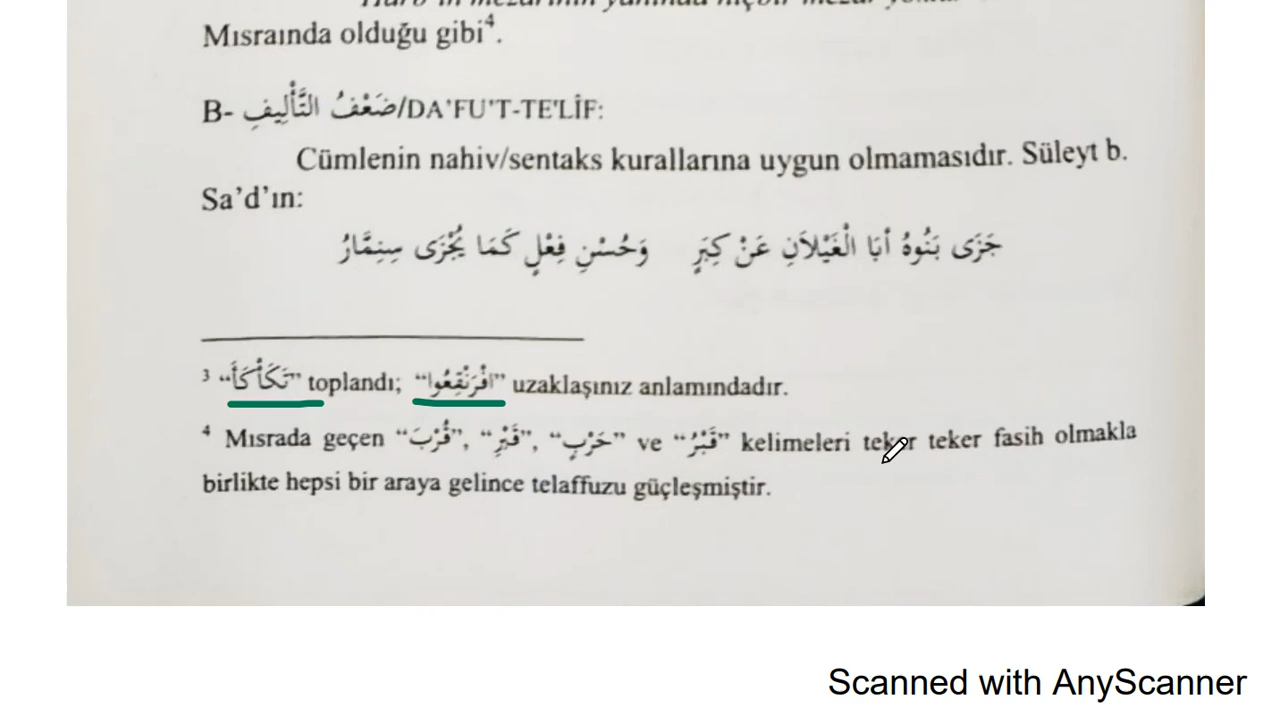 Mısraında olduğu gibi⁴.
B- ضَعْفُ التَّأْلِيفِ/DA'FU'T-TE'LİF:
Cümlenin nahiv/sentaks kurallarına uygun olmamasıdır. Süleyt b.
Sa'd'ın:
جَزَى بَنُوهُ أَبَا الْغَيْلاَنِ عَنْ كِبَرٍ وَحُسْنِ فِعْلٍ كَمَا يُجْزَى سِنِمَّارُ
³ “تَكَأْكَأَ” toplandı; “افْرَنْقِعُوا” uzaklaşınız anlamındadır.
⁴ Mısrada geçen “قُرْبَ”, “قَبْرٍ”, “حَرْبٍ” ve “قَبْرُ” kelimeleri teker teker fasih olmakla
birlikte hepsi bir araya gelince telaffuzu güçleşmiştir.
Scanned with AnyScanner